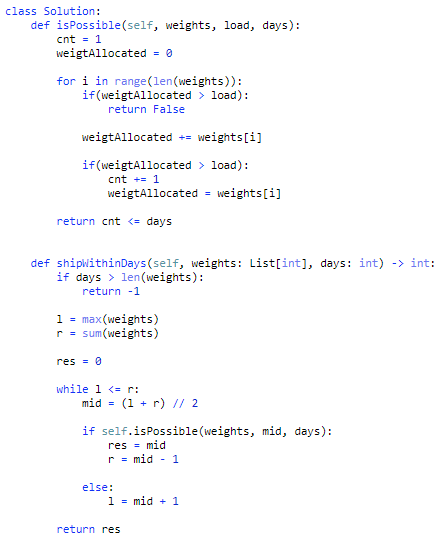 class Solution:
    def isPossible(self, weights, load, days):
        cnt = 1
        weigtAllocated = 0
        for i in range(len(weights)):
            if(weigtAllocated > load):
                return False
            weigtAllocated += weights[i]
            if(weigtAllocated > load):
                cnt += 1
                weigtAllocated = weights[i]
        return cnt <= days
    def shipWithinDays(self, weights: List[int], days: int) -> int:
        if days > len(weights):
            return -1
        l = max(weights)
        r = sum(weights)
        res = 0
        while l <= r:
            mid = (l + r) // 2
            if self.isPossible(weights, mid, days):
                res = mid
                r = mid - 1
            else:
                l = mid + 1
        return res